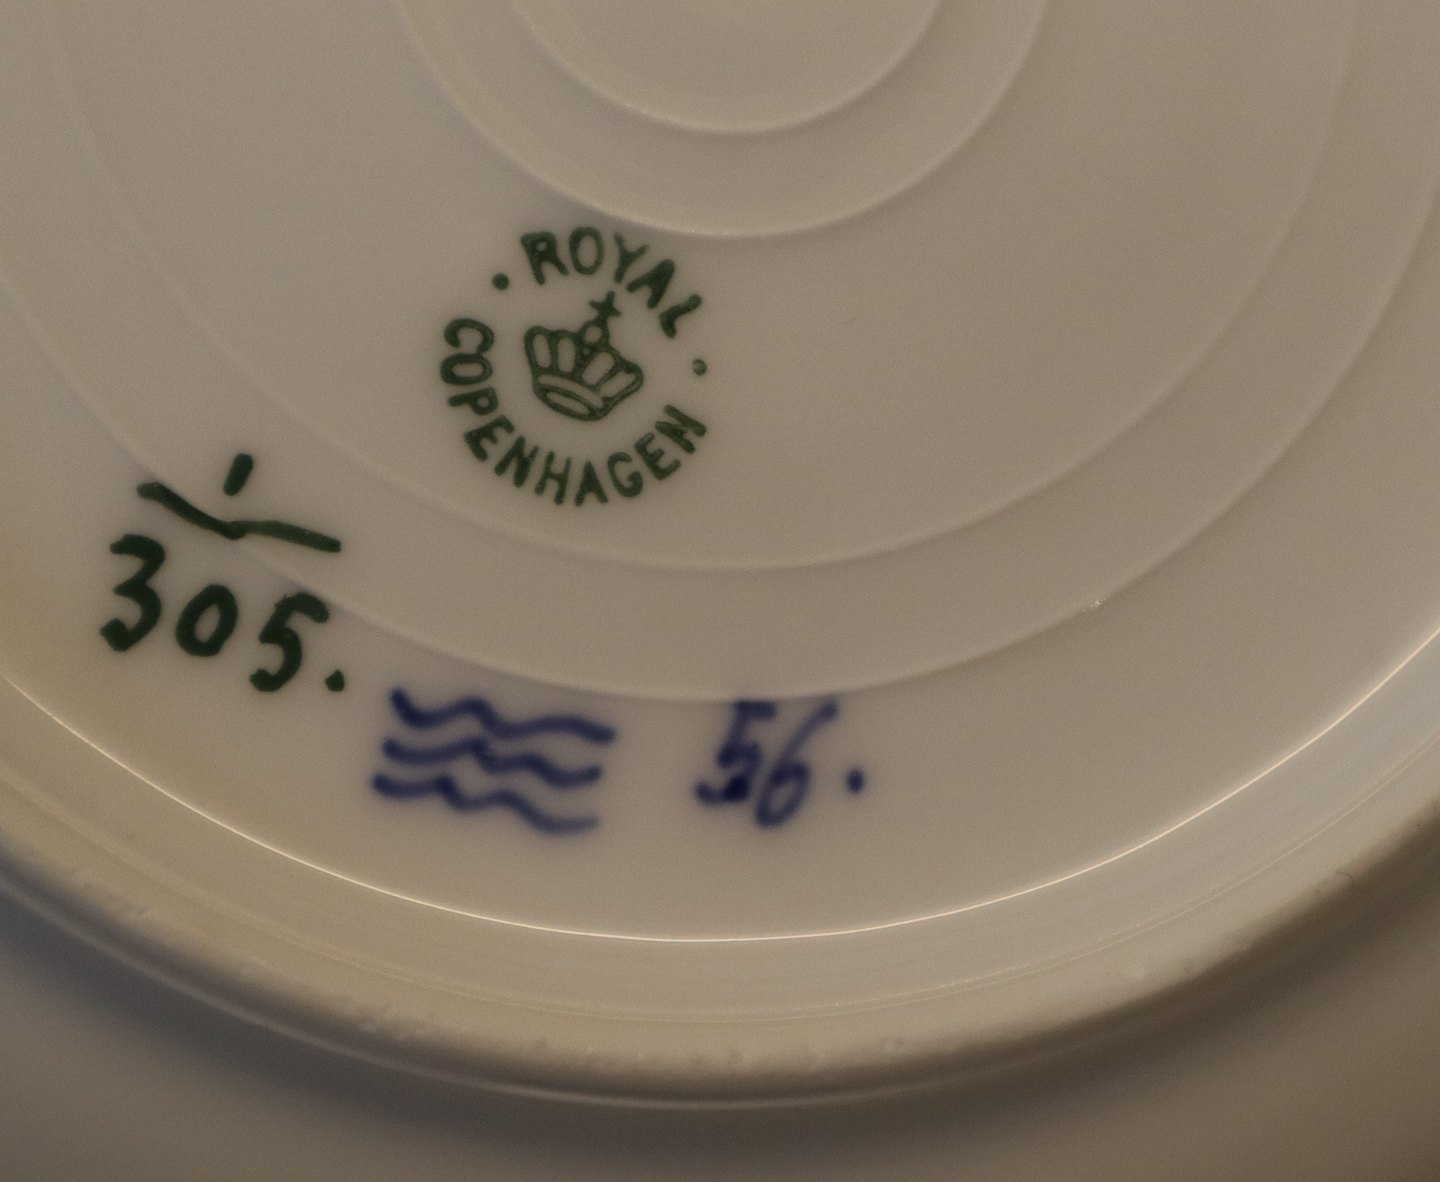 · ROYAL ·
COPENHAGEN
1
305.
56.